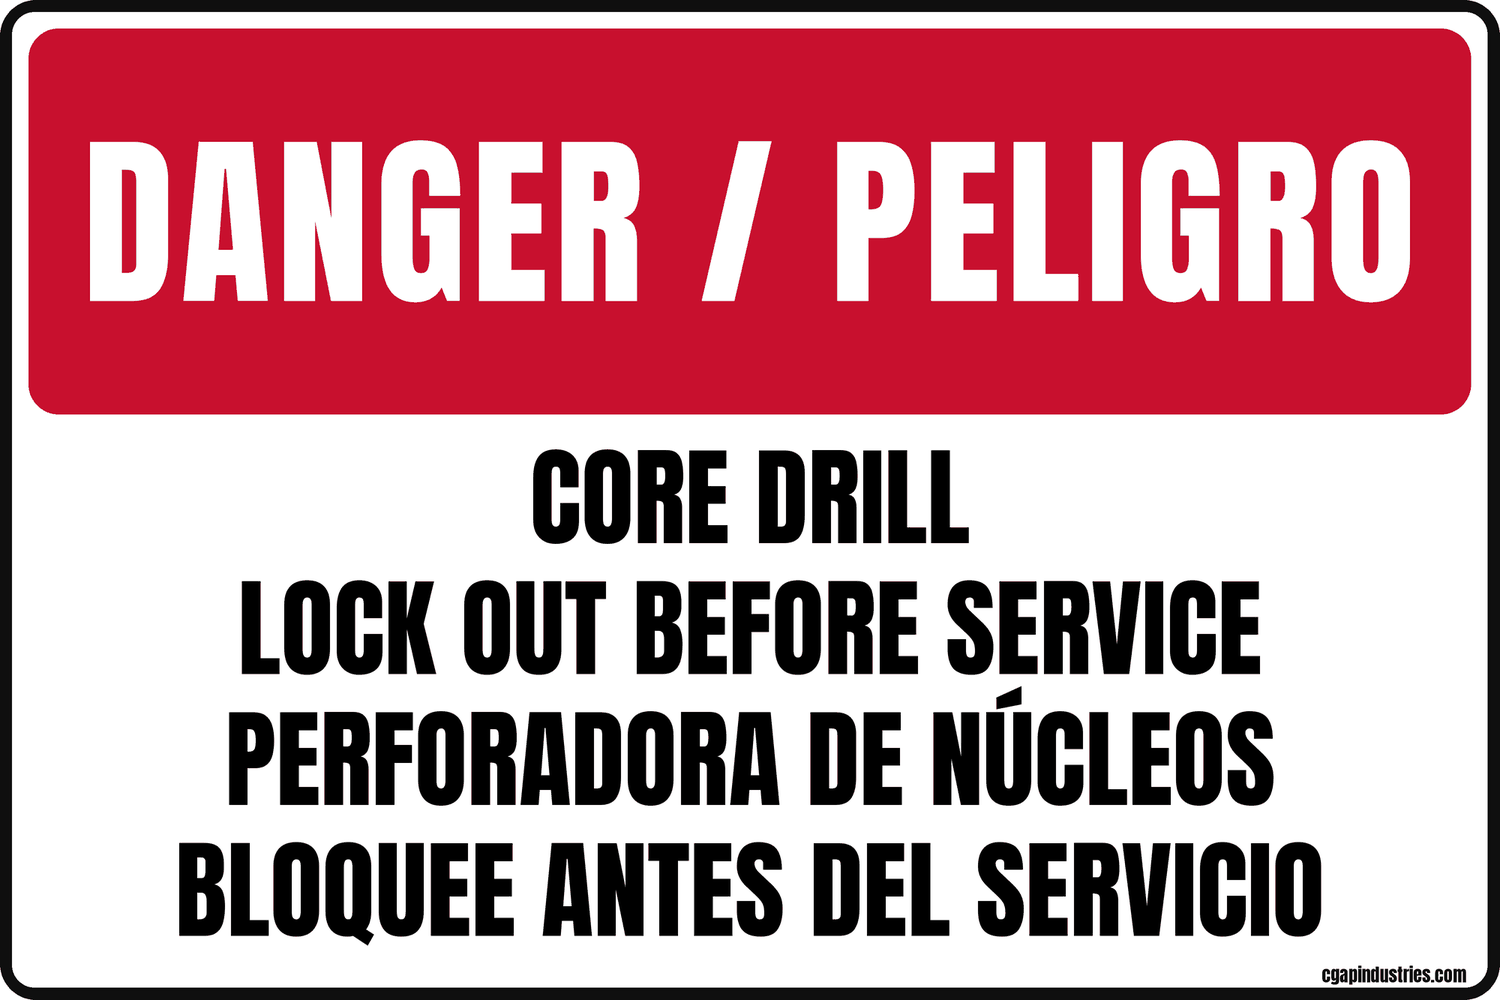 DANGER / PELIGRO
CORE DRILL
LOCK OUT BEFORE SERVICE
PERFORADORA DE NÚCLEOS
BLOQUEE ANTES DEL SERVICIO
cgapindustries.com